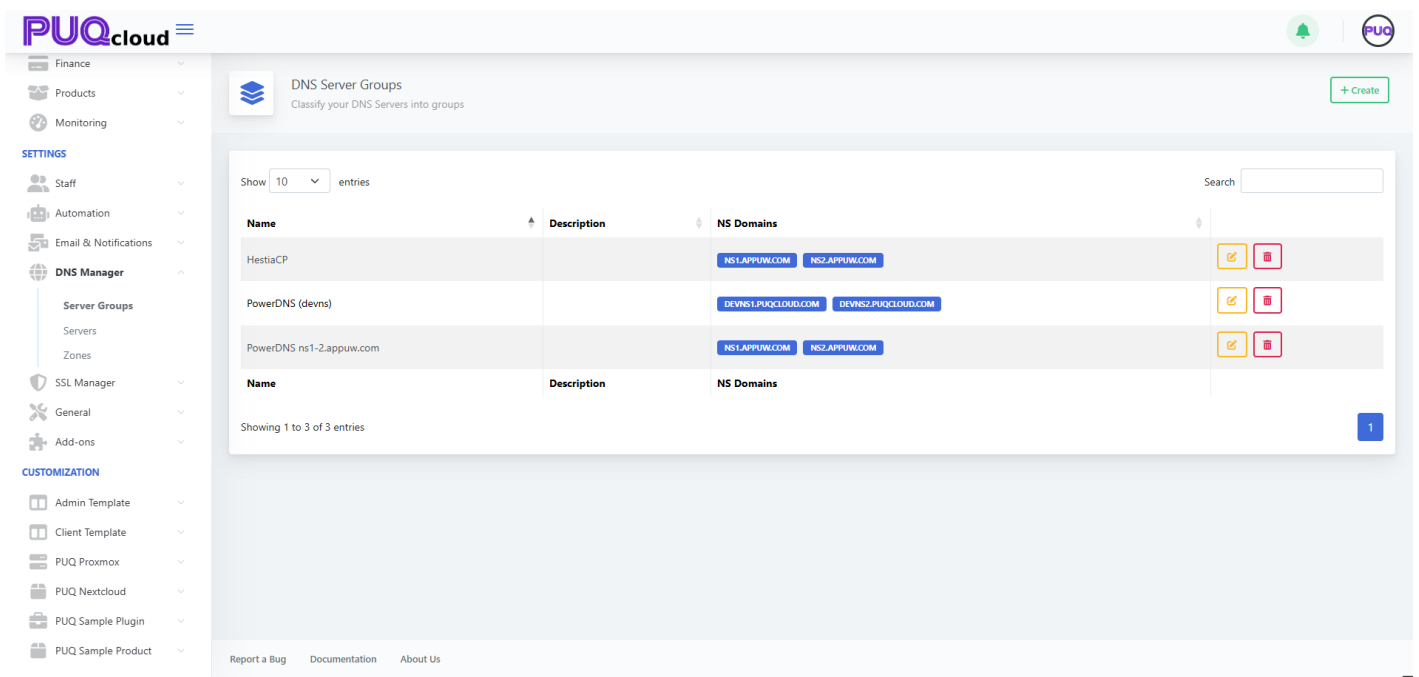 PUQcloud
PUQ
Finance
Products
Monitoring
SETTINGS
Staff
Automation
Email & Notifications
DNS Manager
Server Groups
Servers
Zones
SSL Manager
General
Add-ons
CUSTOMIZATION
Admin Template
Client Template
PUQ Proxmox
PUQ Nextcloud
PUQ Sample Plugin
PUQ Sample Product
DNS Server Groups
Classify your DNS Servers into groups
+ Create
Show 10 entries
Search
Name Description NS Domains
HestiaCP NS1.APPUW.COM NS2.APPUW.COM
PowerDNS (devns) DEVNS1.PUQCLOUD.COM DEVNS2.PUQCLOUD.COM
PowerDNS ns1-2.appuw.com NS1.APPUW.COM NS2.APPUW.COM
Name Description NS Domains
Showing 1 to 3 of 3 entries
1
Report a Bug Documentation About Us